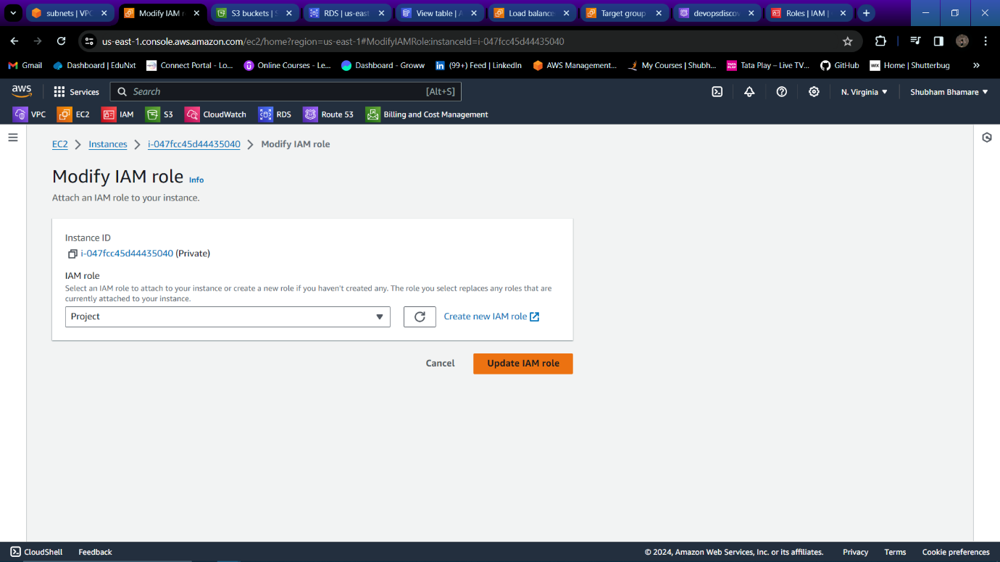 subnets | VPC
Modify IAM r
S3 buckets | S
RDS | us-east
View table | A
Load balance
Target group
devopsdiscov
Roles | IAM |
us-east-1.console.aws.amazon.com/ec2/home?region=us-east-1#ModifyIAMRole:instanceId=i-047fcc45d44435040
Gmail
Dashboard | EduNxt
Connect Portal - Lo...
Online Courses - Le...
Dashboard - Groww
(99+) Feed | LinkedIn
AWS Management...
My Courses | Shubh...
Tata Play – Live TV...
GitHub
WIX
Home | Shutterbug
aws
Services
Search
[Alt+S]
N. Virginia
Shubham Bhamare
VPC
EC2
IAM
S3
CloudWatch
RDS
Route 53
Billing and Cost Management
EC2 > Instances > i-047fcc45d44435040 > Modify IAM role
Modify IAM role Info
Attach an IAM role to your instance.
Instance ID
i-047fcc45d44435040 (Private)
IAM role
Select an IAM role to attach to your instance or create a new role if you haven't created any. The role you select replaces any roles that are
currently attached to your instance.
Project
Create new IAM role
Cancel
Update IAM role
CloudShell
Feedback
© 2024, Amazon Web Services, Inc. or its affiliates.
Privacy
Terms
Cookie preferences